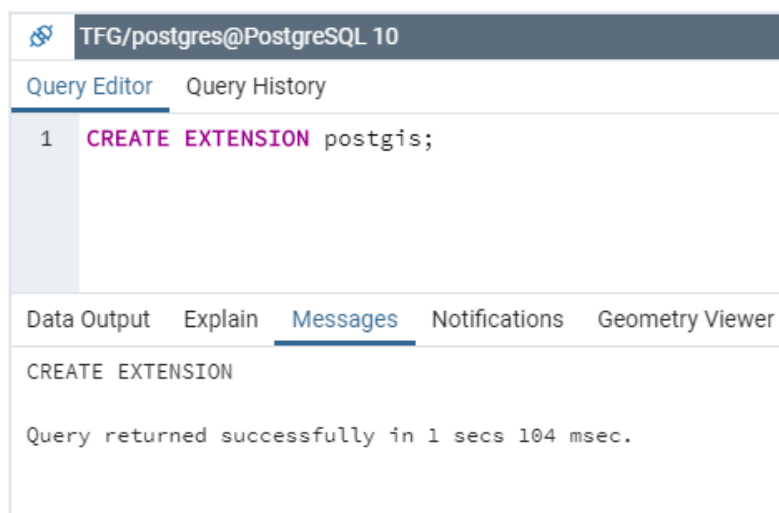 TFG/postgres@PostgreSQL 10
Query Editor Query History
1 CREATE EXTENSION postgis;
Data Output Explain Messages Notifications Geometry Viewer
CREATE EXTENSION
Query returned successfully in 1 secs 104 msec.